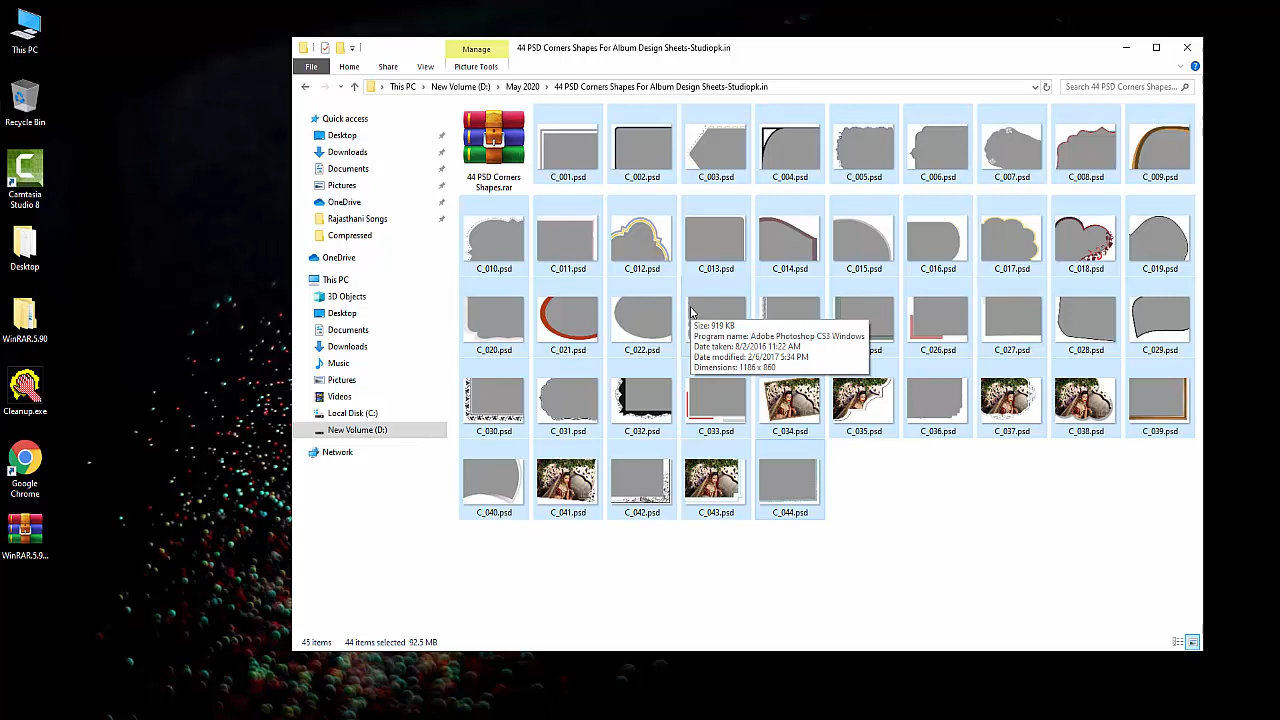 This PC
Recycle Bin
Camtasia
Studio 8
Desktop
WinRAR.5.90
Cleanup.exe
Google
Chrome
WinRAR.5.9...
Manage
44 PSD Corners Shapes For Album Design Sheets-Studiopk.in
File
Home
Share
View
Picture Tools
This PC > New Volume (D:) > May 2020 > 44 PSD Corners Shapes For Album Design Sheets-Studiopk.in
Search 44 PSD Corners Shapes...
Quick access
Desktop
Downloads
Documents
Pictures
OneDrive
Rajasthani Songs
Compressed
OneDrive
This PC
3D Objects
Desktop
Documents
Downloads
Music
Pictures
Videos
Local Disk (C:)
New Volume (D:)
Network
44 PSD Corners
Shapes.rar
C_001.psd
C_002.psd
C_003.psd
C_004.psd
C_005.psd
C_006.psd
C_007.psd
C_008.psd
C_009.psd
C_010.psd
C_011.psd
C_012.psd
C_013.psd
C_014.psd
C_015.psd
C_016.psd
C_017.psd
C_018.psd
C_019.psd
C_020.psd
C_021.psd
C_022.psd
Size: 919 KB
Program name: Adobe Photoshop CS3 Windows
Date taken: 8/2/2016 11:22 AM
Date modified: 2/6/2017 5:34 PM
Dimensions: 1186 x 860
C_026.psd
C_027.psd
C_028.psd
C_029.psd
C_030.psd
C_031.psd
C_032.psd
C_033.psd
C_034.psd
C_035.psd
C_036.psd
C_037.psd
C_038.psd
C_039.psd
C_040.psd
C_041.psd
C_042.psd
C_043.psd
C_044.psd
45 items
44 items selected 92.5 MB